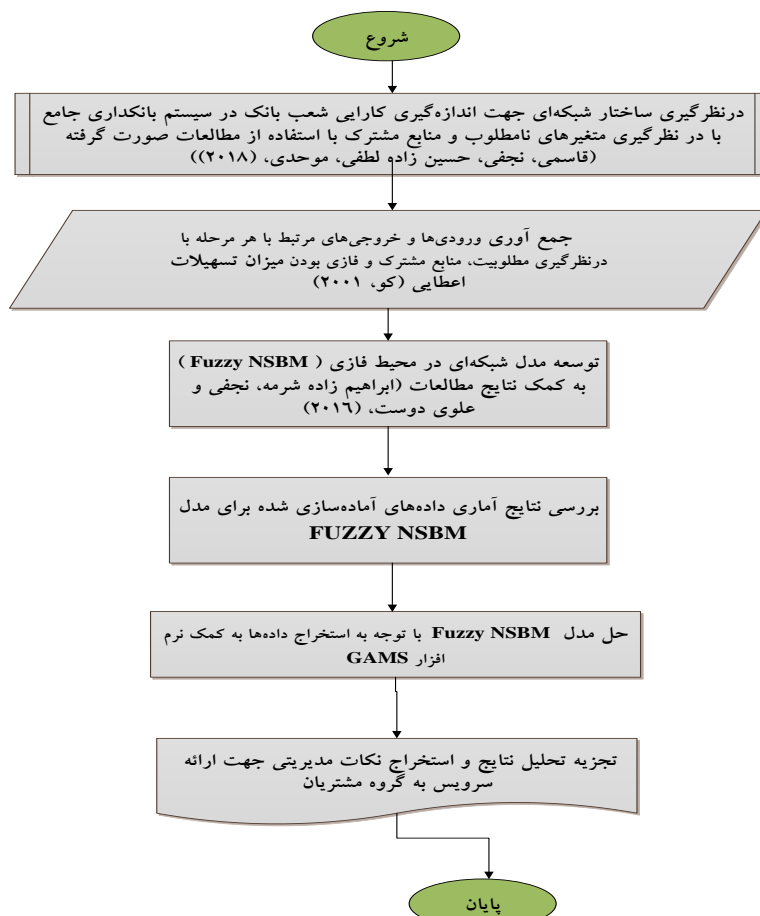 شروع
درنظرگیری ساختار شبکه‌ای جهت اندازه‌گیری کارایی شعب بانک در سیستم بانکداری جامع
با در نظرگیری متغیرهای نامطلوب و منابع مشترک با استفاده از مطالعات صورت گرفته
(قاسمی، نجفی، حسین زاده لطفی، موحدی، (۲۰۱۸))
جمع آوری ورودی‌ها و خروجی‌های مرتبط با هر مرحله با
درنظرگیری مطلوبیت، منابع مشترک و فازی بودن میزان تسهیلات
اعطایی (کو، ۲۰۰۱)
توسعه مدل شبکه‌ای در محیط فازی ( Fuzzy NSBM )
به کمک نتایج مطالعات (ابراهیم زاده شرمه، نجفی و
علوی دوست، (۲۰۱۶)
بررسی نتایج آماری داده‌های آماده‌سازی شده برای مدل
FUZZY NSBM
حل مدل Fuzzy NSBM با توجه به استخراج داده‌ها به کمک نرم
افزار GAMS
تجزیه تحلیل نتایج و استخراج نکات مدیریتی جهت ارائه
سرویس به گروه مشتریان
پایان